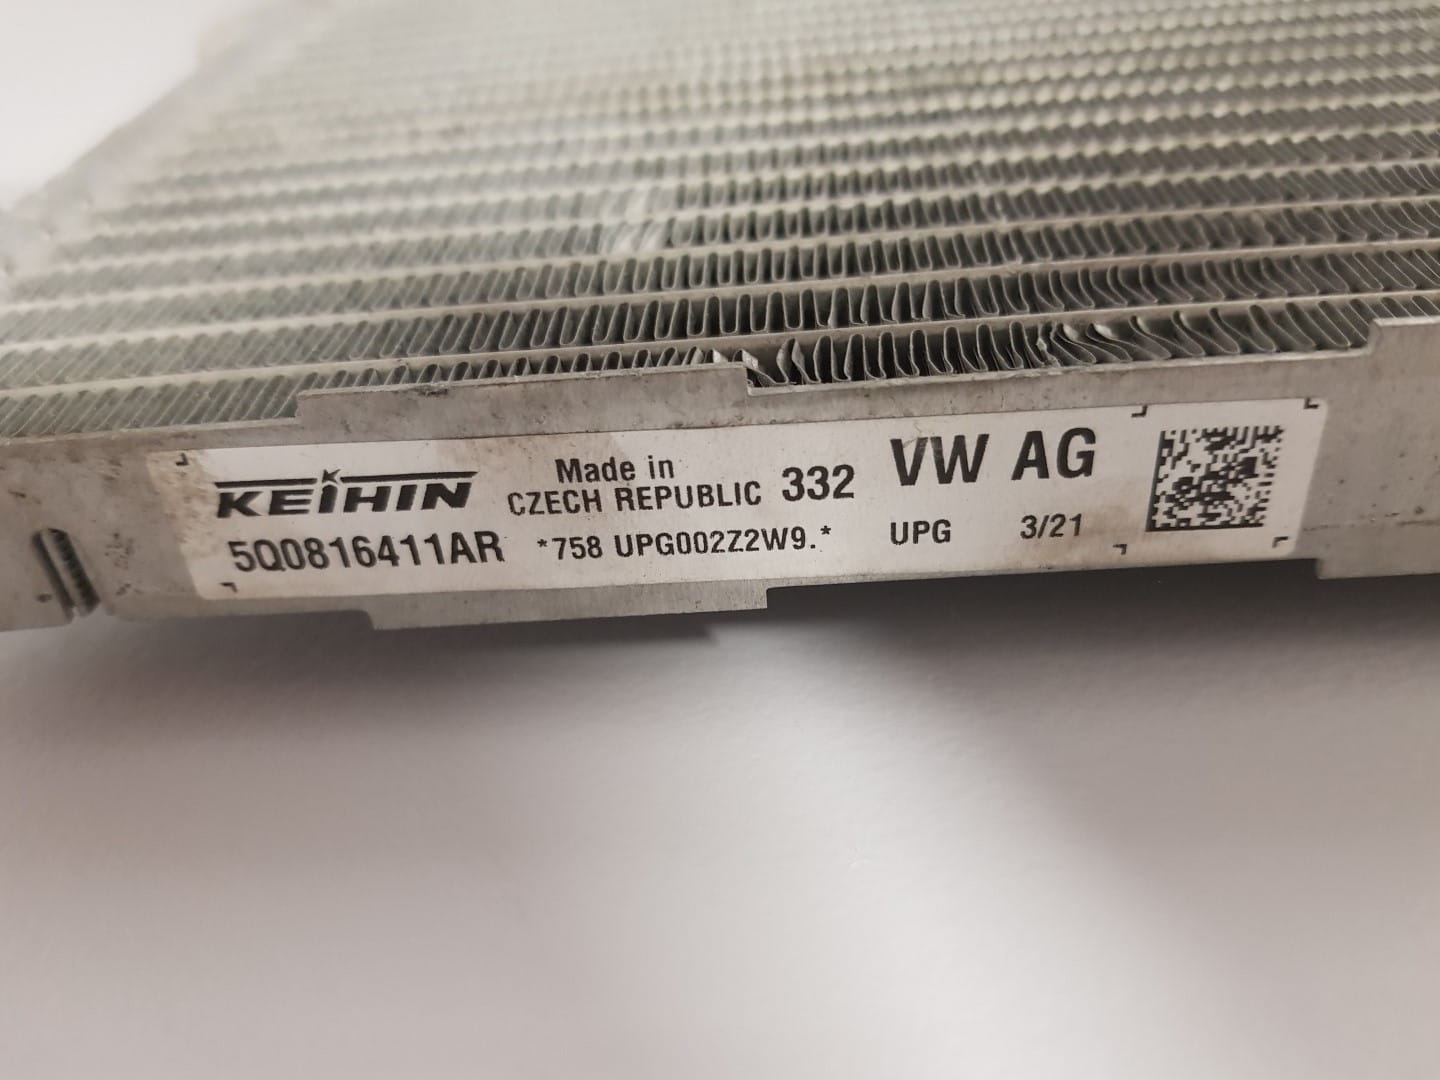 KEIHIN Made in CZECH REPUBLIC 332 VW AG
5Q0816411AR *758 UPG002Z2W9.* UPG 3/21